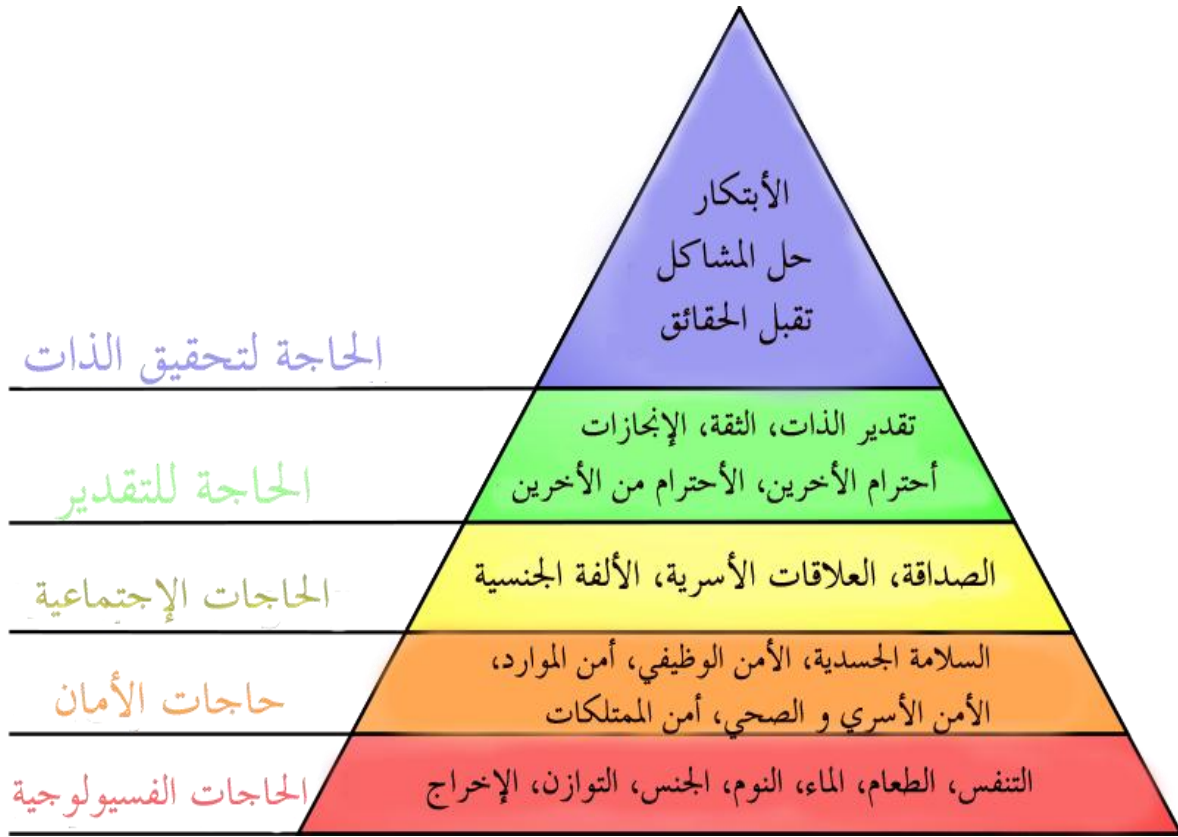 الأبتكار
حل المشاكل
تقبل الحقائق
الحاجة لتحقيق الذات
تقدير الذات، الثقة، الإنجازات
أحترام الأخرين، الأحترام من الأخرين
الحاجة للتقدير
الصداقة، العلاقات الأسرية، الألفة الجنسية
الحاجات الإجتماعية
السلامة الجسدية، الأمن الوظيفي، أمن الموارد،
الأمن الأسري و الصحي، أمن الممتلكات
حاجات الأمان
التنفس، الطعام، الماء، النوم، الجنس، التوازن، الإخراج
الحاجات الفسيولوجية